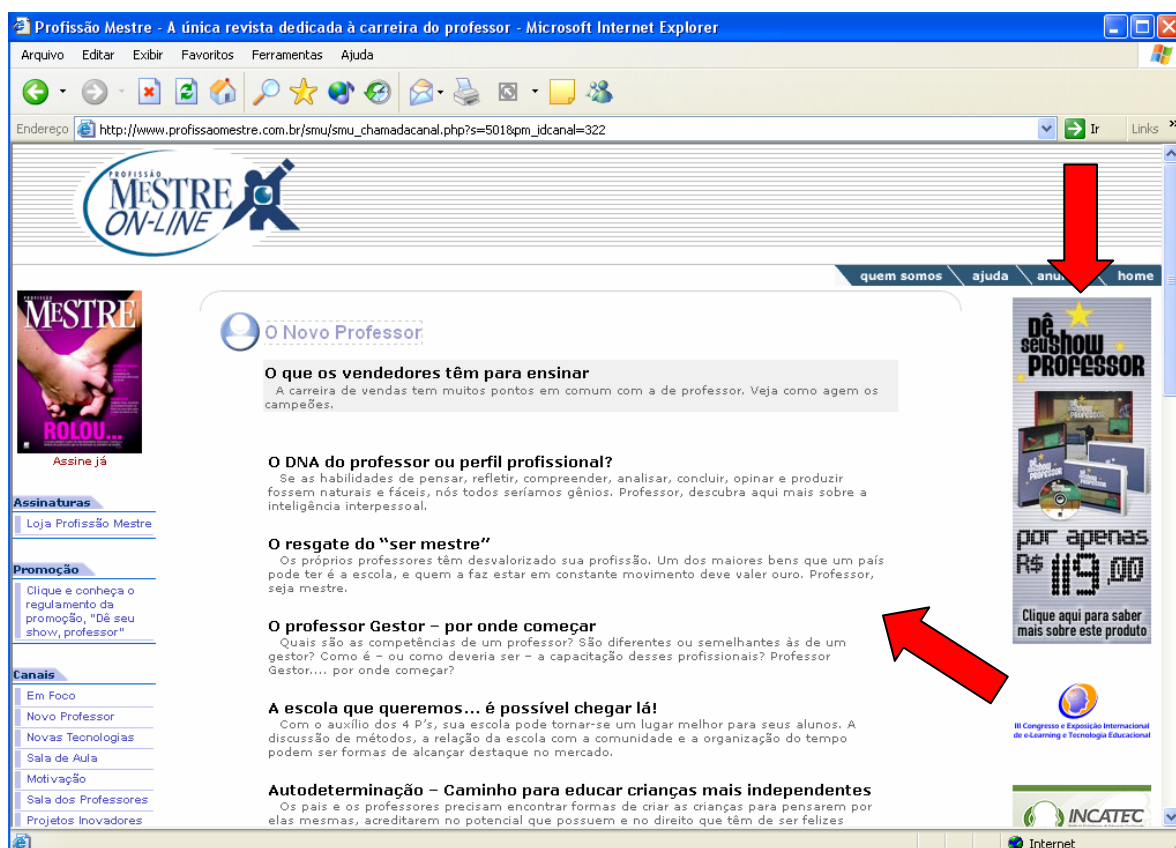 Profissão Mestre - A única revista dedicada à carreira do professor - Microsoft Internet Explorer
Arquivo Editar Exibir Favoritos Ferramentas Ajuda
Endereço http://www.profissaomestre.com.br/smu/smu_chamadacanal.php?s=501&pm_idcanal=322 Ir Links »
PROFISSÃO
MESTRE
ON-LINE
quem somos ajuda home
MESTRE
ROLOU...
Assine já
Assinaturas
Loja Profissão Mestre
Promoção
Clique e conheça o
regulamento da
promoção, "Dê seu
show, professor"
Canais
Em Foco
Novo Professor
Novas Tecnologias
Sala de Aula
Motivação
Sala dos Professores
Projetos Inovadores
O Novo Professor
O que os vendedores têm para ensinar
A carreira de vendas tem muitos pontos em comum com a de professor. Veja como agem os
campeões.
O DNA do professor ou perfil profissional?
Se as habilidades de pensar, refletir, compreender, analisar, concluir, opinar e produzir
fossem naturais e fáceis, nós todos seríamos gênios. Professor, descubra aqui mais sobre a
inteligência interpessoal.
O resgate do “ser mestre”
Os próprios professores têm desvalorizado sua profissão. Um dos maiores bens que um país
pode ter é a escola, e quem a faz estar em constante movimento deve valer ouro. Professor,
seja mestre.
O professor Gestor – por onde começar
Quais são as competências de um professor? São diferentes ou semelhantes às de um
gestor? Como é – ou como deveria ser – a capacitação desses profissionais? Professor
Gestor.... por onde começar?
A escola que queremos... é possível chegar lá!
Com o auxílio dos 4 P's, sua escola pode tornar-se um lugar melhor para seus alunos. A
discussão de métodos, a relação da escola com a comunidade e a organização do tempo
podem ser formas de alcançar destaque no mercado.
Autodeterminação – Caminho para educar crianças mais independentes
Os pais e os professores precisam encontrar formas de criar as crianças para pensarem por
elas mesmas, acreditarem no potencial que possuem e no direito que têm de ser felizes
Dê
seu show
PROFESSOR
por apenas
R$ 119,00
Clique aqui para saber
mais sobre este produto
III Congresso e Exposição Internacional
de e-Learning e Tecnologia Educacional
INCATEC
Internet